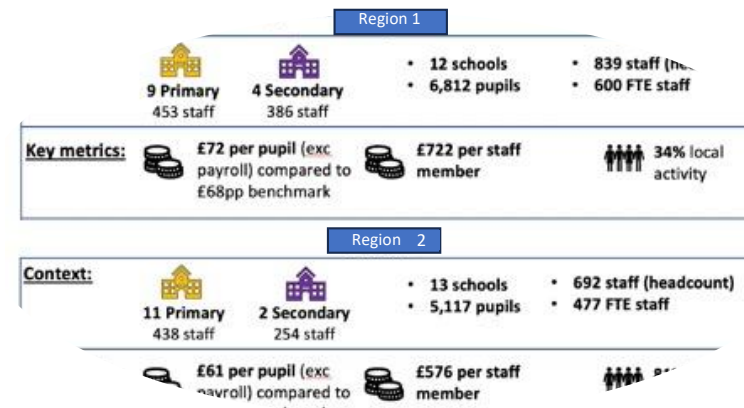 Region 1
9 Primary
453 staff
4 Secondary
386 staff
• 12 schools
• 6,812 pupils
• 839 staff
• 600 FTE staff
Key metrics:
£72 per pupil (exc
payroll) compared to
£68pp benchmark
£722 per staff
member
34% local
activity
Region 2
Context:
11 Primary
438 staff
2 Secondary
254 staff
• 13 schools
• 5,117 pupils
• 692 staff (headcount)
• 477 FTE staff
£61 per pupil (exc
payroll) compared to
£576 per staff
member